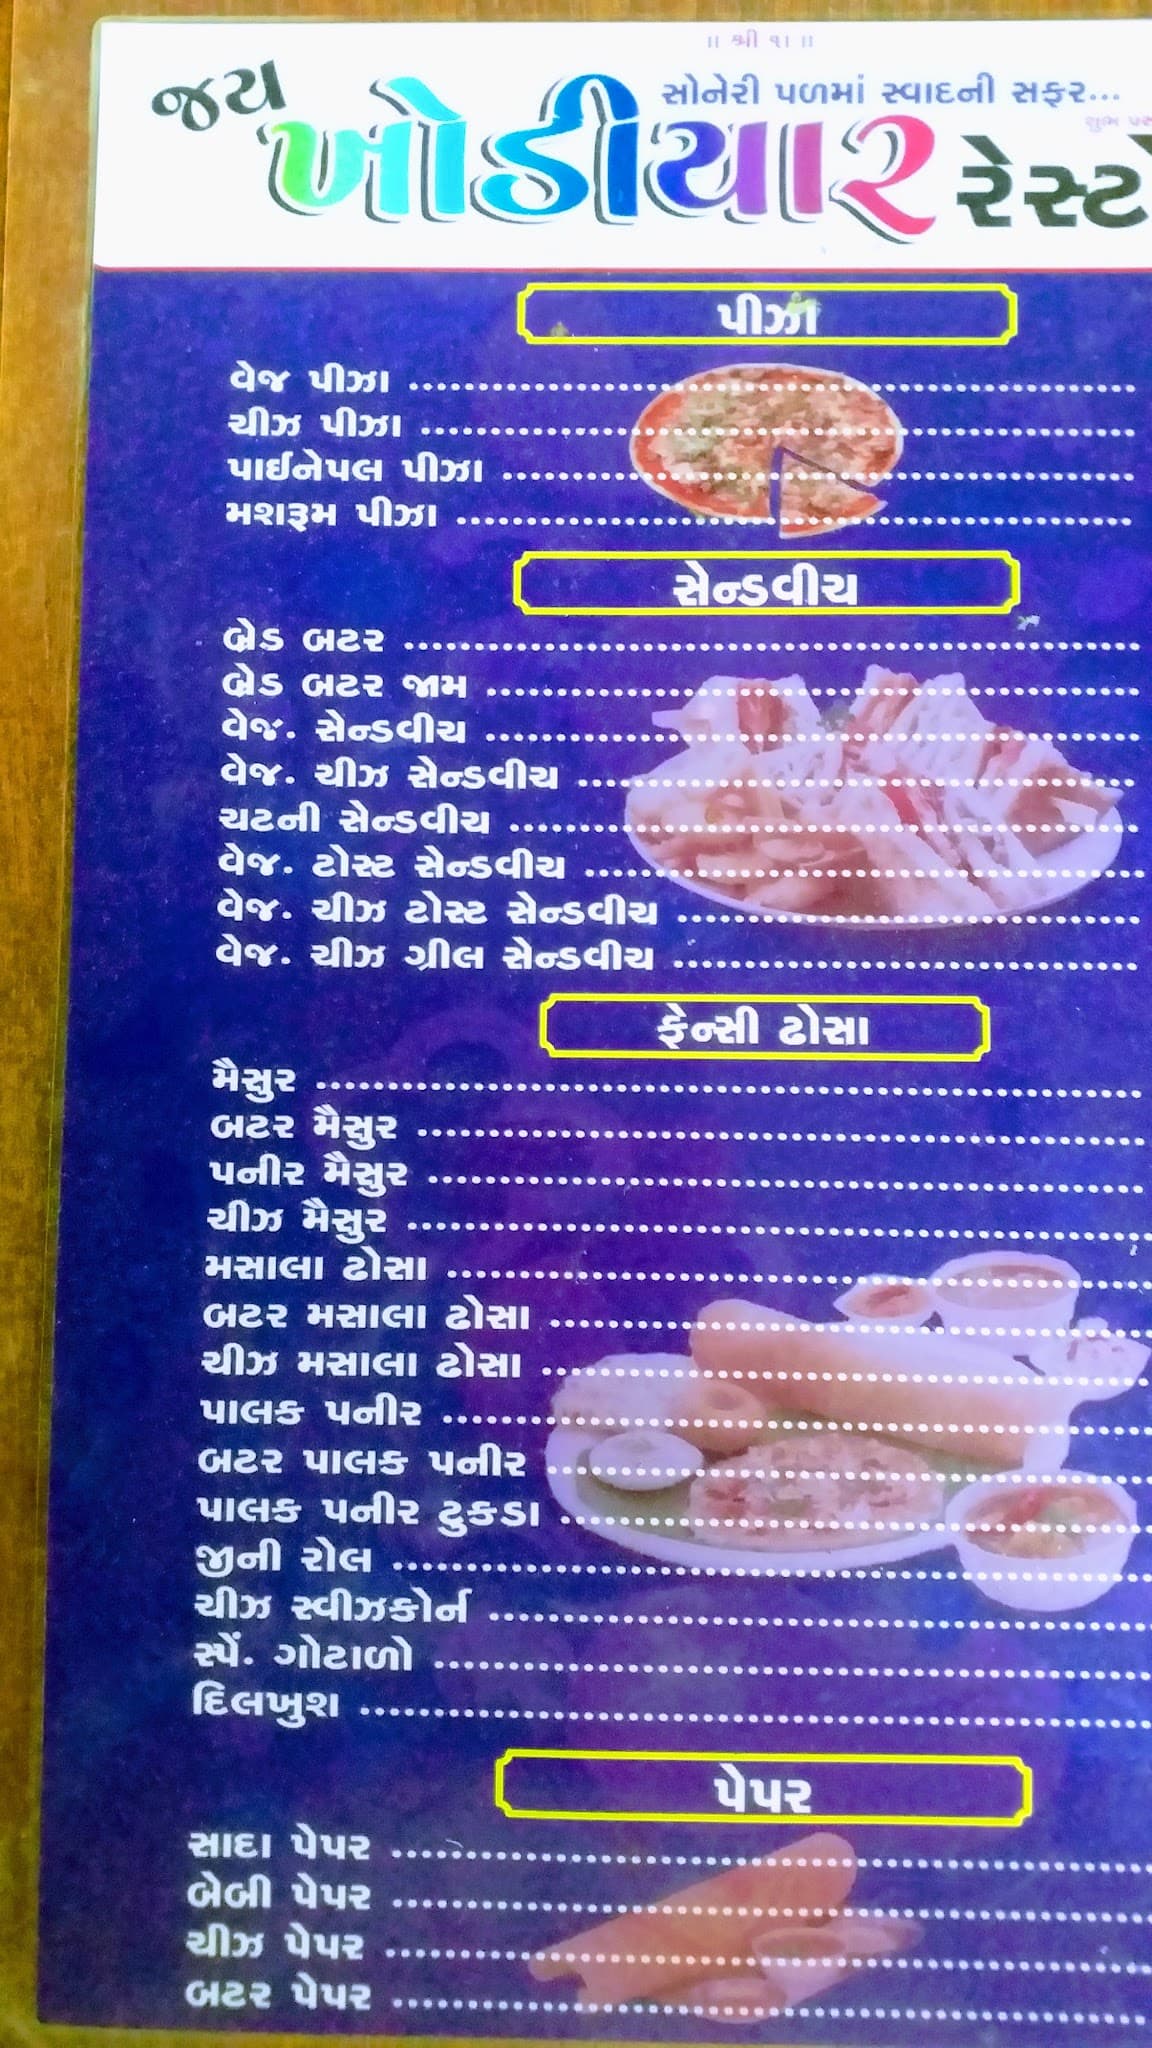 ॥ શ્રી ૧ા ॥
જય
સોનેરી પળમાં સ્વાદની સફર...
શુભ
ખોડીયાર રેસ્ટો
પીઝા
વેજ પીઝા
ચીઝ પીઝા
પાઈનેપલ પીઝા
મશરૂમ પીઝા
સેન્ડવીચ
બ્રેડ બટર
બ્રેડ બટર જામ
વેજ. સેન્ડવીચ
વેજ. ચીઝ સેન્ડવીચ
ચટની સેન્ડવીચ
વેજ. ટોસ્ટ સેન્ડવીચ
વેજ. ચીઝ ટોસ્ટ સેન્ડવીચ
વેજ. ચીઝ ગ્રીલ સેન્ડવીચ
ફેન્સી ઢોસા
મૈસુર
બટર મૈસુર
પનીર મૈસુર
ચીઝ મૈસુર
મસાલા ઢોસા
બટર મસાલા ઢોસા
ચીઝ મસાલા ઢોસા
પાલક પનીર
બટર પાલક પનીર
પાલક પનીર ટુકડા
જીની રોલ
ચીઝ સ્વીઝકોર્ન
સ્પે. ગોટાળો
દિલખુશ
પેપર
સાદા પેપર
બેબી પેપર
ચીઝ પેપર
બટર પેપર